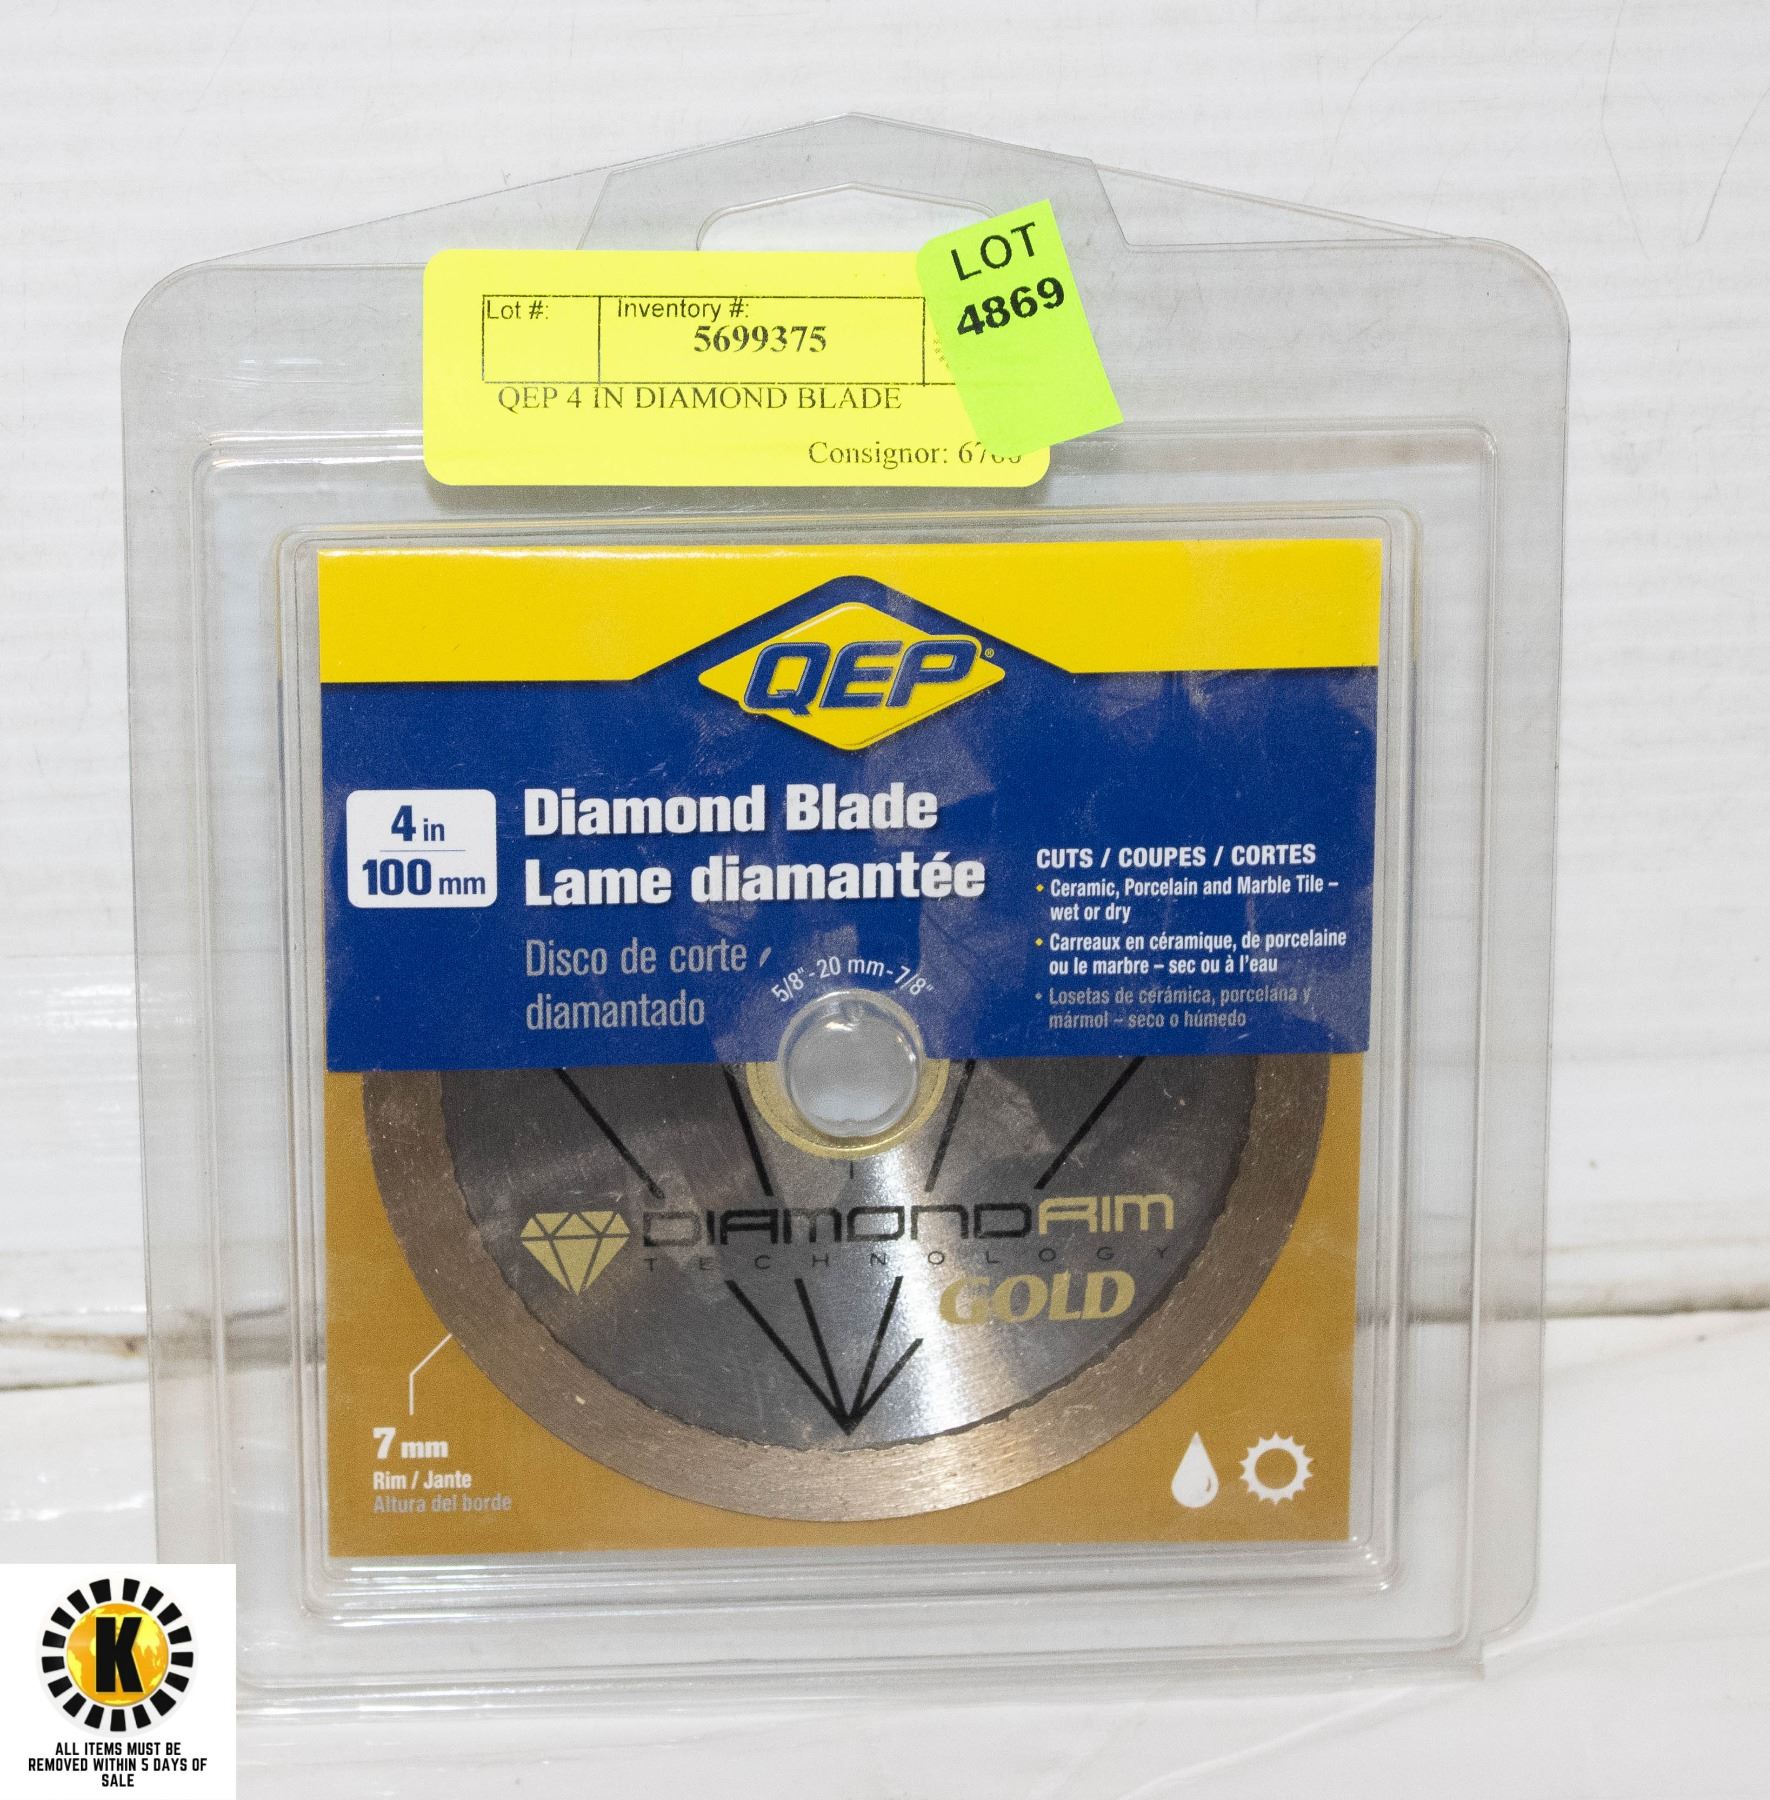 LOT
4869
Lot #:
Inventory #:
5699375
QEP 4 IN DIAMOND BLADE
Consignor:
QEP®
4 in
100 mm
Diamond Blade
Lame diamantée
Disco de corte
diamantado
5/8"-20 mm-7/8"
CUTS / COUPES / CORTES
• Ceramic, Porcelain and Marble Tile –
wet or dry
• Carreaux en céramique, de porcelaine
ou le marbre – sec ou à l'eau
• Losetas de cerámica, porcelana y
mármol – seco o húmedo
DIAMONDRIM
TECHNOLOGY
GOLD
7 mm
Rim / Jante
Altura del borde
K
ALL ITEMS MUST BE
REMOVED WITHIN 5 DAYS OF
SALE